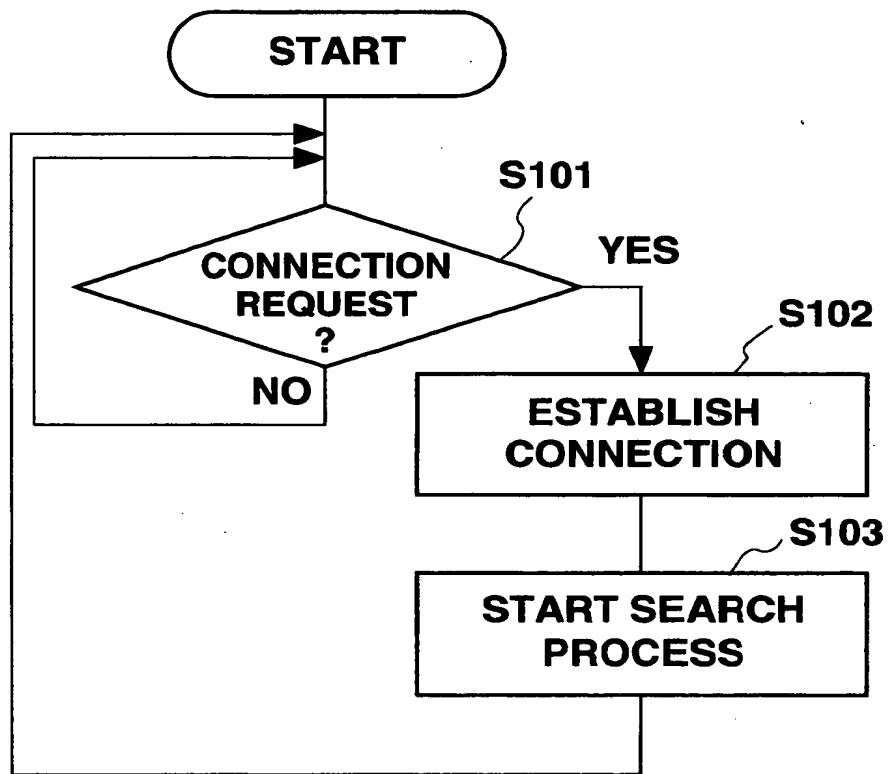 START
S101
CONNECTION
REQUEST
?
YES
NO
S102
ESTABLISH
CONNECTION
S103
START SEARCH
PROCESS